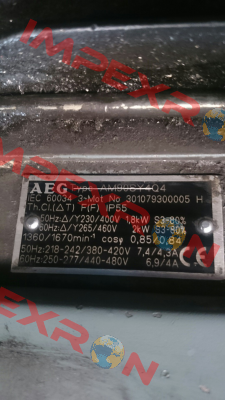 IMPEXRON
AEG Type AM90SY4Q4
IEC 60034 3-Mot. No 301079300005 H
Th.Cl.(ΔT) F(F) IP55
50Hz:Δ/Y230/400V 1,8kW S3-80%
60Hz:Δ/Y265/460V 2kW S3-80%
1360/1670min⁻¹ cosφ 0,85/0,84
50Hz:218-242/380-420V 7,4/4,3A
60Hz:250-277/440-480V 6,9/4A
CE
IMPEXRON